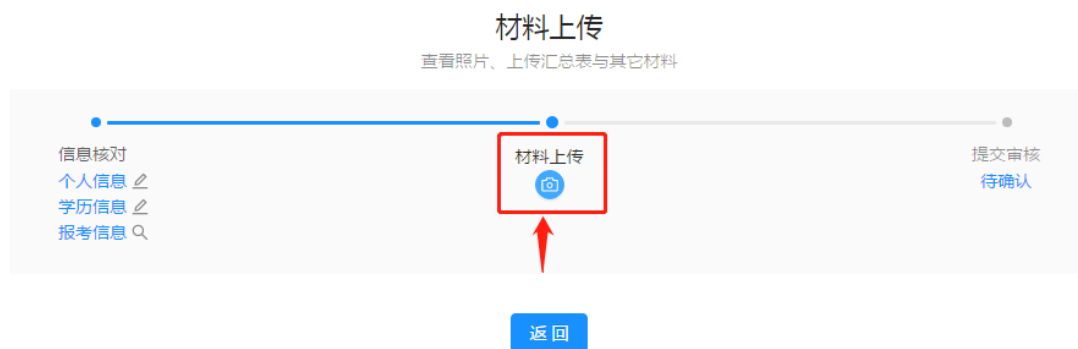 材料上传
查看照片、上传汇总表与其它材料
信息核对
个人信息
学历信息
报考信息
材料上传
提交审核
待确认
返回